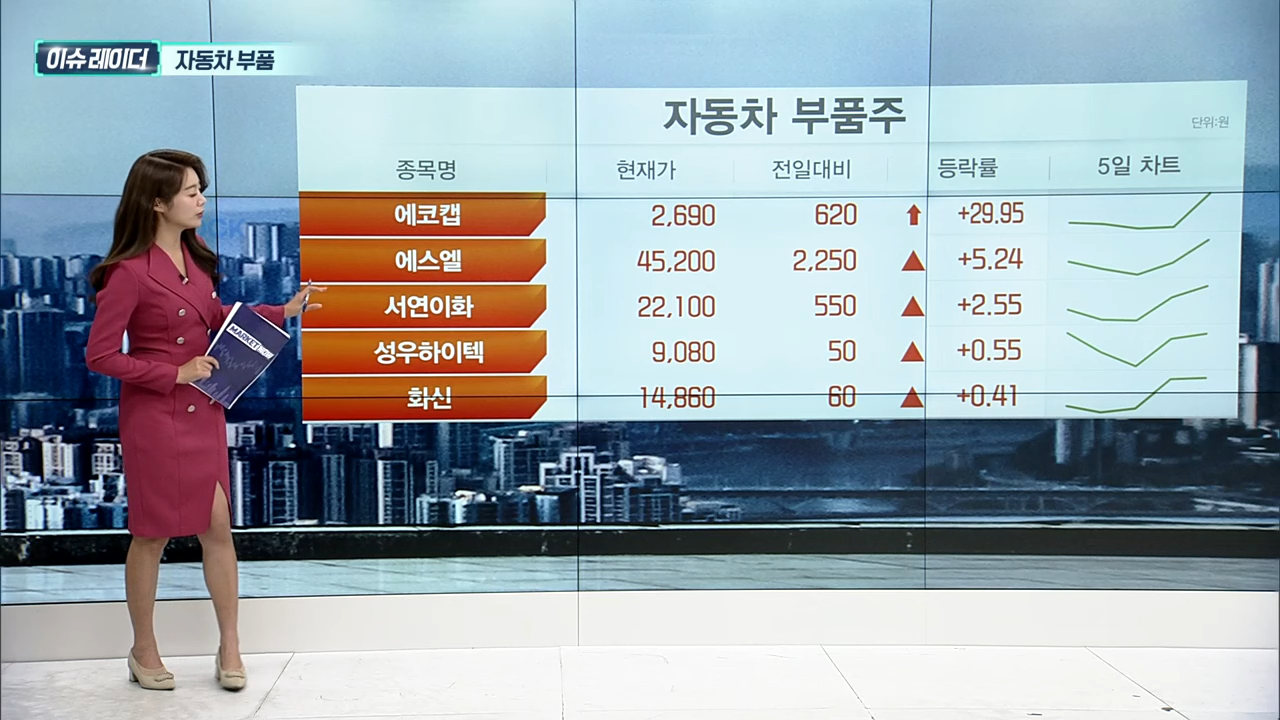 이슈 레이더 자동차 부품
자동차 부품주
단위:원
종목명 현재가 전일대비 등락률 5일 차트
에코캡 2,690 620 +29.95
에스엘 45,200 2,250 ▲ +5.24
서연이화 22,100 550 ▲ +2.55
성우하이텍 9,080 50 ▲ +0.55
화신 14,860 60 ▲ +0.41
MARKET